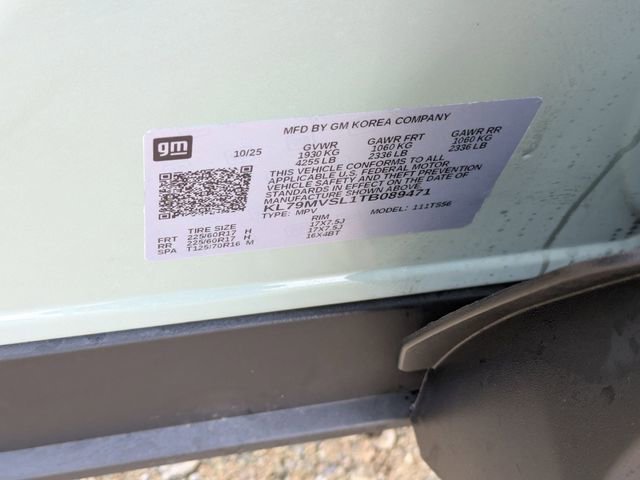 MFD BY GM KOREA COMPANY
gm
10/25 GVWR GAWR FRT GAWR RR
1930 KG 1060 KG 1060 KG
4255 LB 2336 LB 2336 LB
THIS VEHICLE CONFORMS TO ALL
APPLICABLE U.S. FEDERAL MOTOR
VEHICLE SAFETY AND THEFT PREVENTION
STANDARDS IN EFFECT ON THE DATE OF
MANUFACTURE SHOWN ABOVE
KL79MVSL1TB089471
TYPE: MPV MODEL: 111TS56
TIRE SIZE RIM
FRT 225/60R17 H 17X7.5J
RR 225/60R17 H 17X7.5J
SPA T125/70R16 M 16X4BT